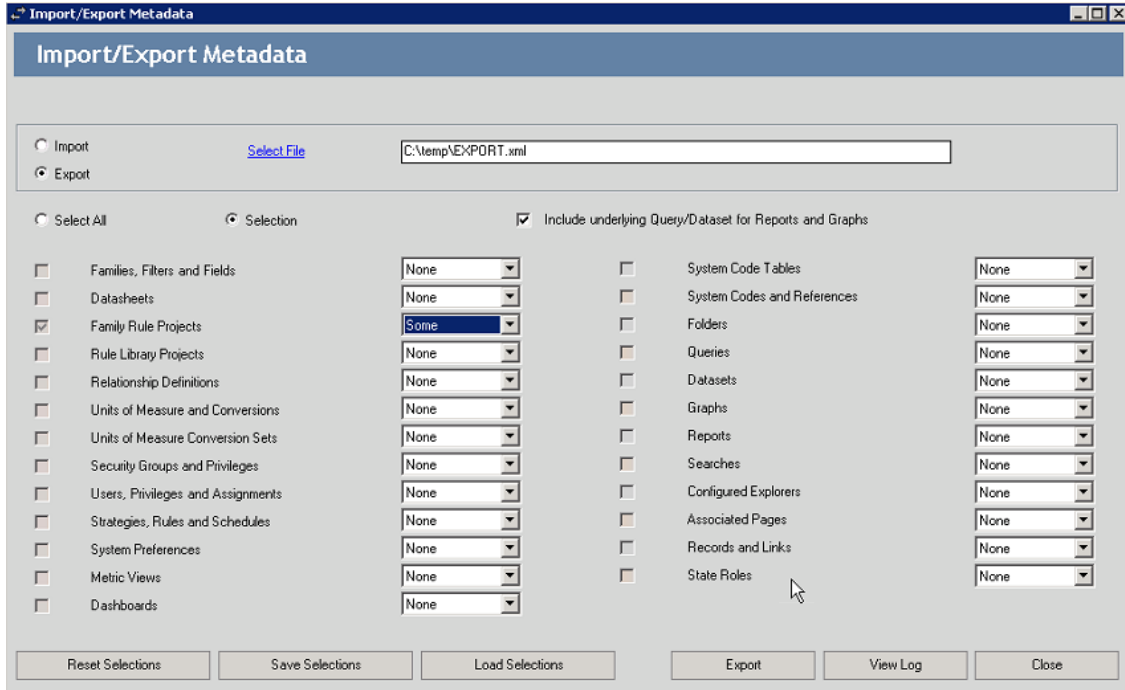 Import/Export Metadata
Import/Export Metadata
Import
Select File
C:\temp\EXPORT.xml
Export
Select All
Selection
Include underlying Query/Dataset for Reports and Graphs
Families, Filters and Fields None System Code Tables None
Datasheets None System Codes and References None
Family Rule Projects Some Folders None
Rule Library Projects None Queries None
Relationship Definitions None Datasets None
Units of Measure and Conversions None Graphs None
Units of Measure Conversion Sets None Reports None
Security Groups and Privileges None Searches None
Users, Privileges and Assignments None Configured Explorers None
Strategies, Rules and Schedules None Associated Pages None
System Preferences None Records and Links None
Metric Views None State Roles None
Dashboards None
Reset Selections Save Selections Load Selections Export View Log Close